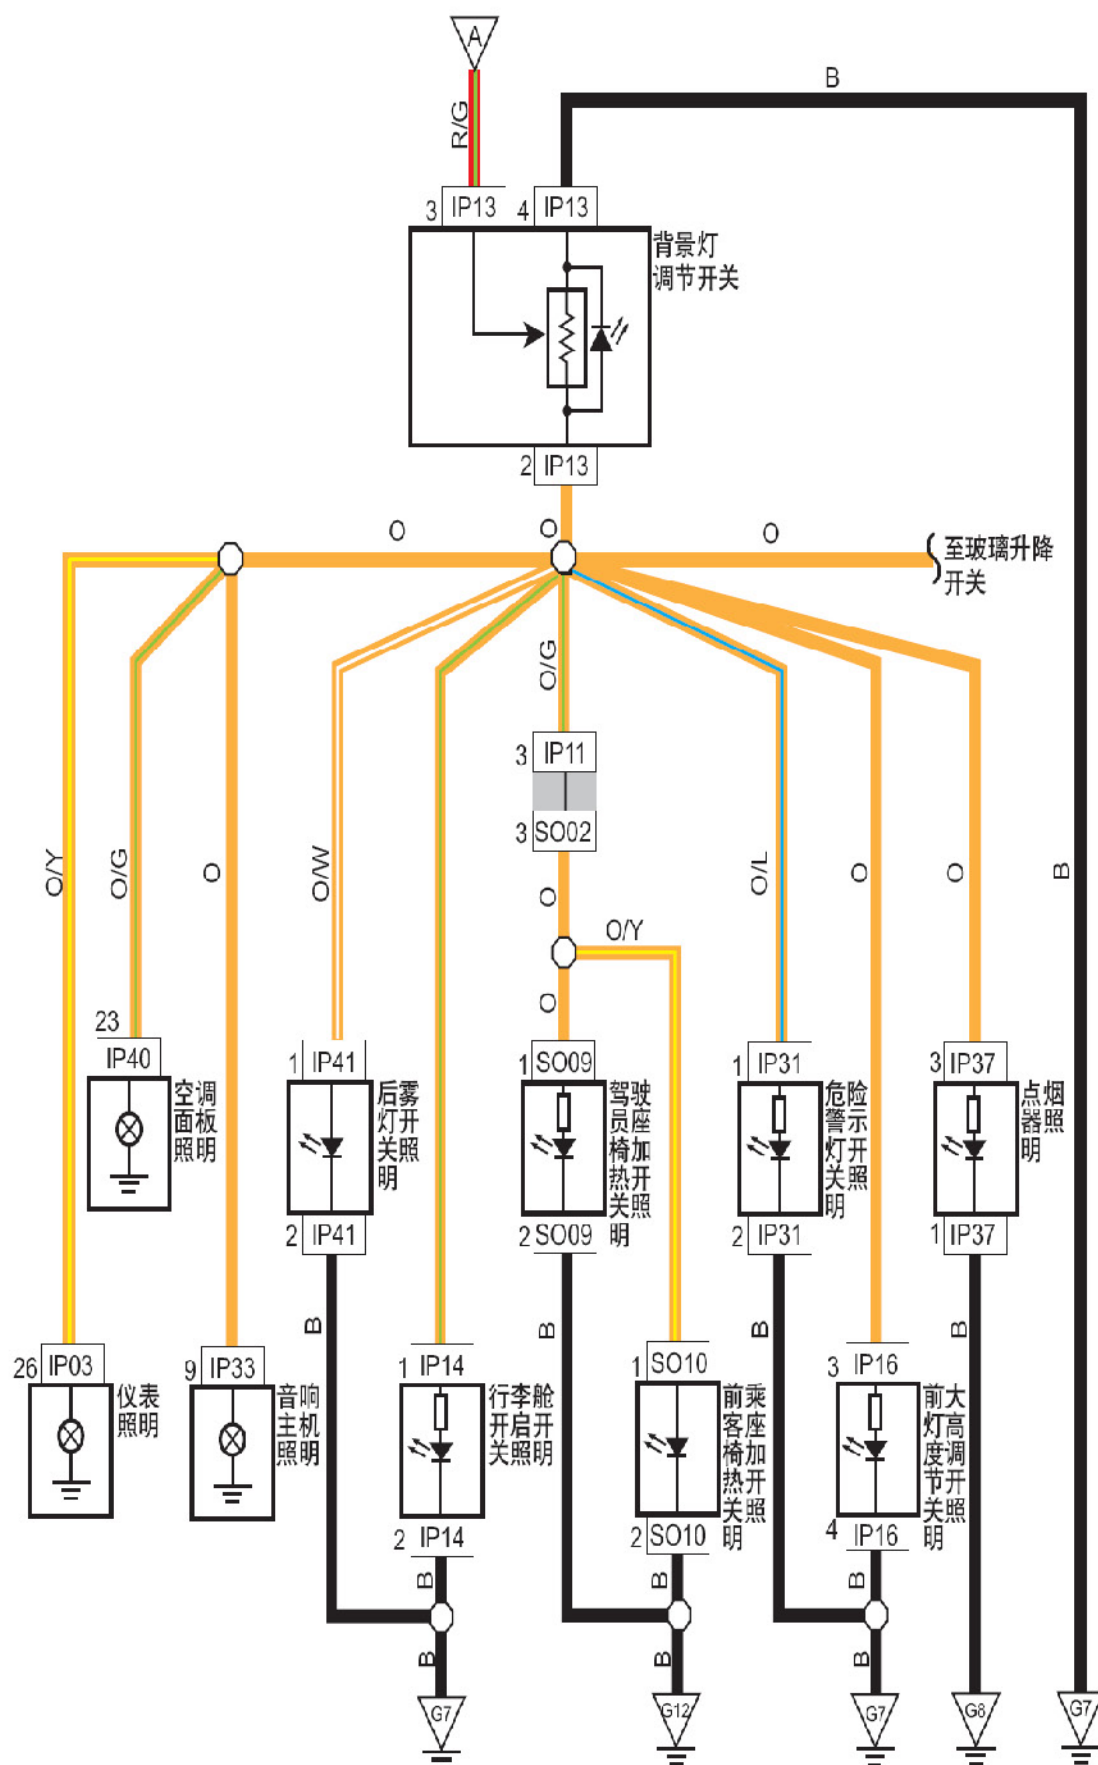 A
B
R/G
3 IP13
4 IP13
背景灯
调节开关
2 IP13
O
O
O
至玻璃升降
开关
O/G
3 IP11
3 SO02
O/Y
O/G
O
O/W
O
O/Y
O
O/L
O
O
B
23
IP40
空调
面板
照明
1 IP41
后雾
灯开
关照
明
2 IP41
1 SO09
驾驶
员座
椅加
热开
关照
明
2 SO09
1 IP31
危险
警示
灯开
关照
明
2 IP31
3 IP37
点烟
器照
明
1 IP37
B
B
B
B
26 IP03
仪表
照明
9 IP33
音响
主机
照明
1 IP14
行李舱
开启开
关照明
2 IP14
1 SO10
前乘
客座
椅加
热开
关照
明
2 SO10
3 IP16
前大
灯高
度调
节开
关照
明
4 IP16
B
B
B
B
B
B
G7
G12
G7
G8
G7